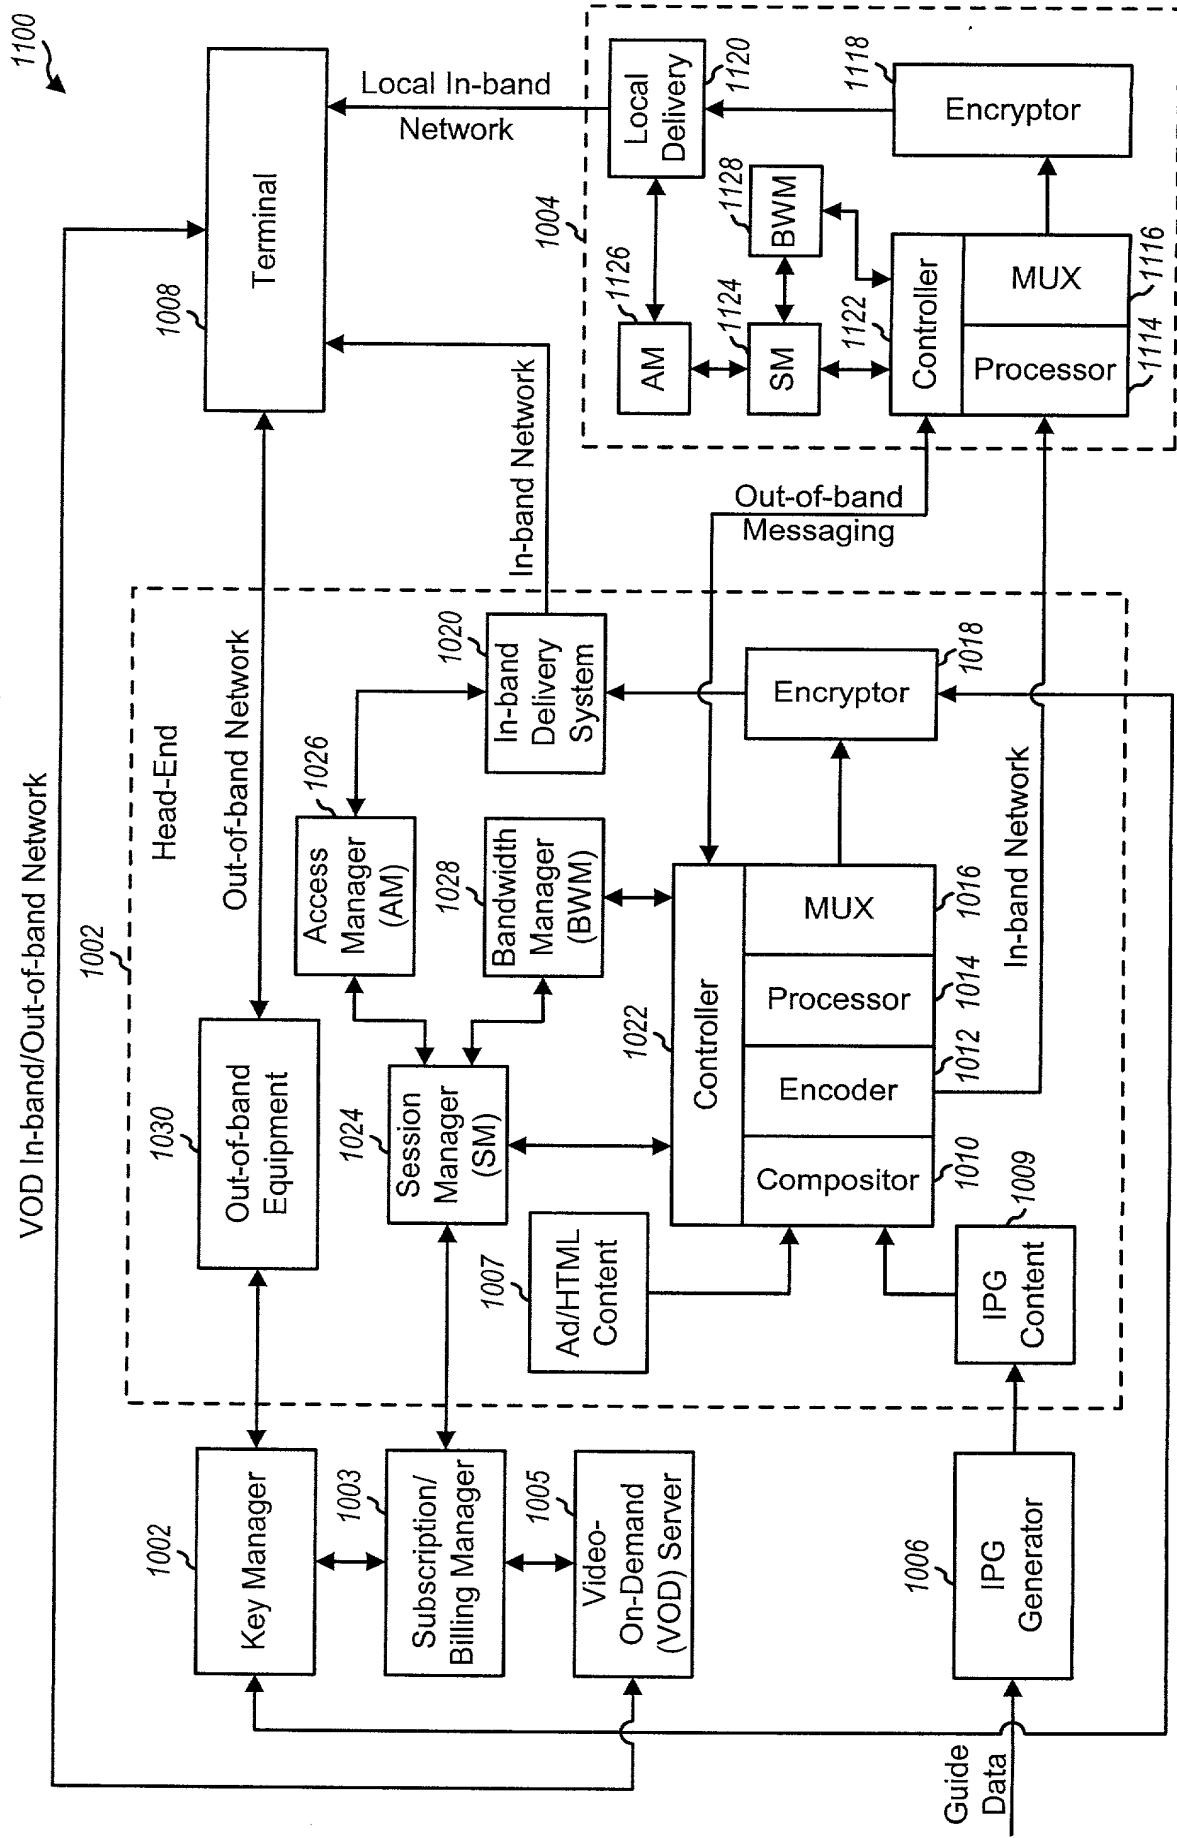 1100
VOD In-band/Out-of-band Network
1002
Head-End
Key Manager
1002
Out-of-band
Equipment
1030
Out-of-band Network
Terminal
1008
Subscription/
Billing Manager
1003
Session
Manager
(SM)
1024
Access
Manager
(AM)
1026
Bandwidth
Manager
(BWM)
1028
In-band
Delivery
System
1020
In-band Network
Local In-band
Network
Video-
On-Demand
(VOD) Server
1005
Ad/HTML
Content
1007
Controller
1022
Compositor
1010
Encoder
1012
Processor
1014
MUX
1016
Encryptor
1018
Out-of-band
Messaging
In-band Network
Guide
Data
IPG
Generator
1006
IPG
Content
1009
1004
AM
1126
Local
Delivery
1120
SM
1124
BWM
1128
Controller
1122
Processor
1114
MUX
1116
Encryptor
1118